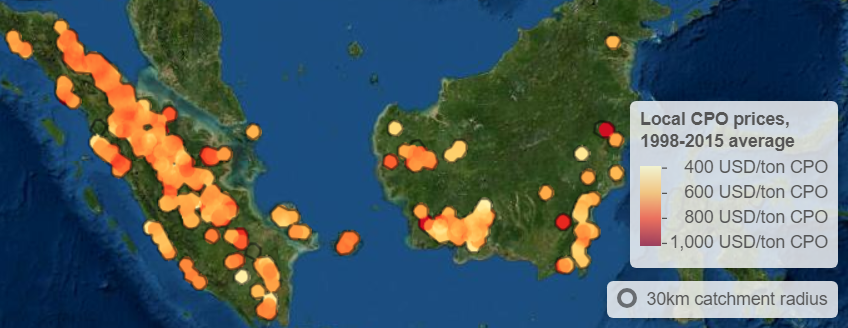 Local CPO prices,
1998-2015 average
400 USD/ton CPO
600 USD/ton CPO
800 USD/ton CPO
1,000 USD/ton CPO
30km catchment radius